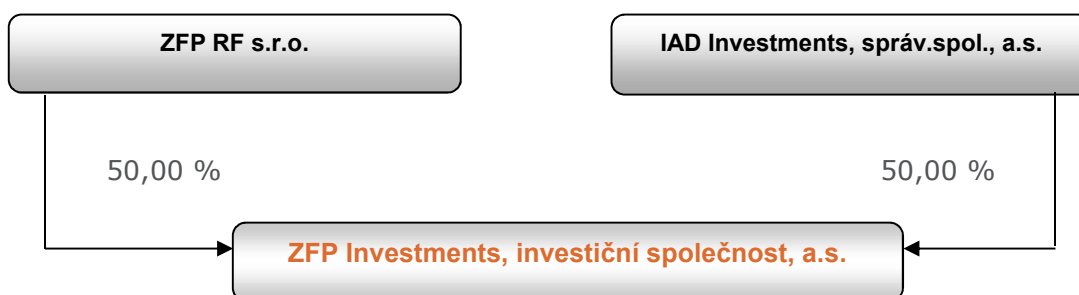 ZFP RF s.r.o.
IAD Investments, správ.spol., a.s.
50,00 %
50,00 %
ZFP Investments, investiční společnost, a.s.